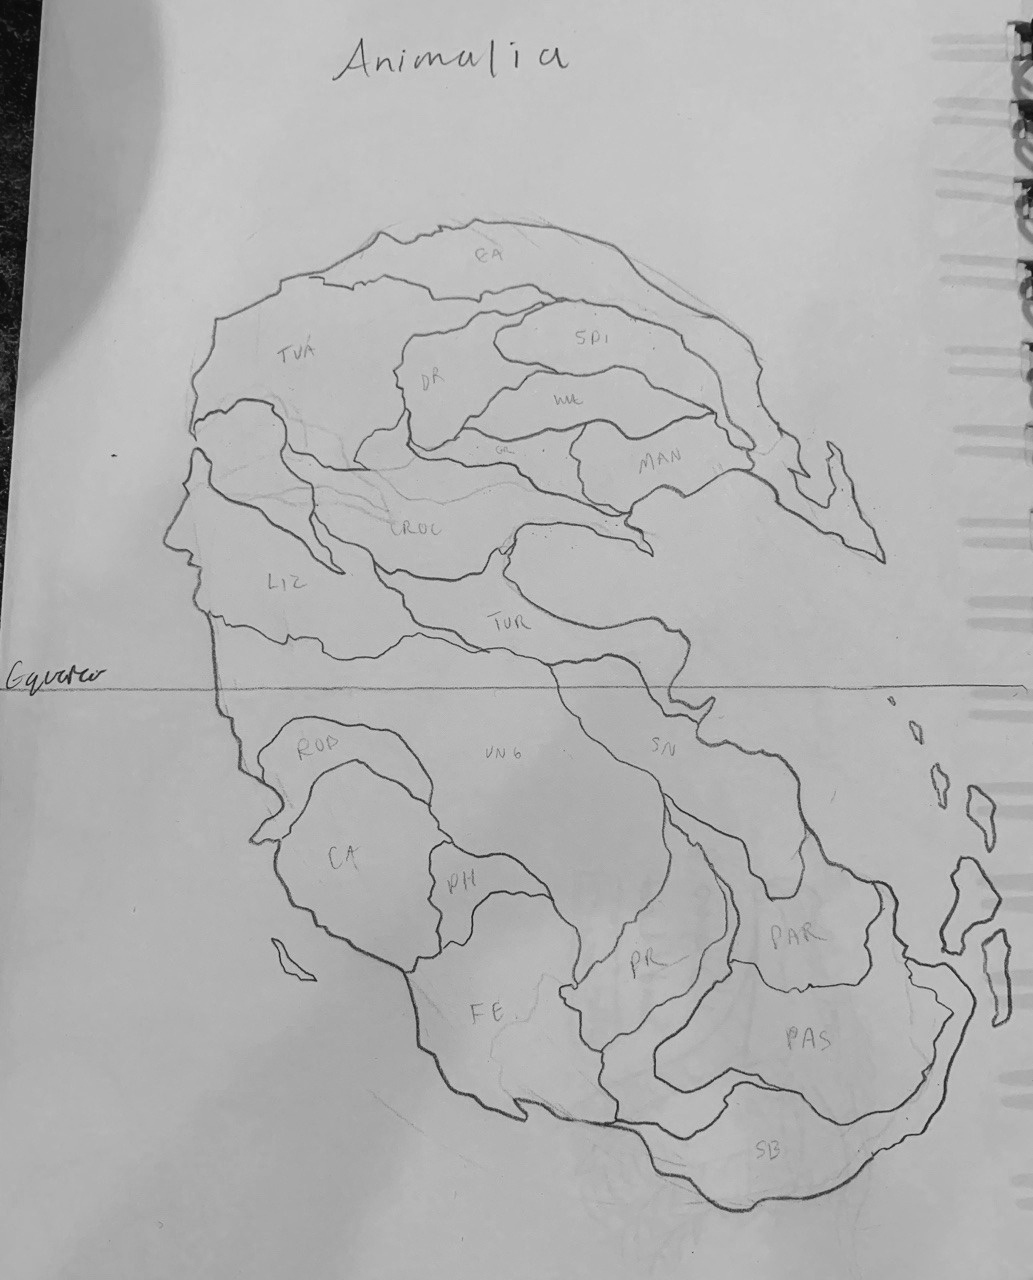 Animalia
EA
TUA
SPI
DR
GR
MAN
CROC
LIZ
TUR
Equator
ROD
UNG
SN
CA
PH
PAR
PR
FE
PAS
SB